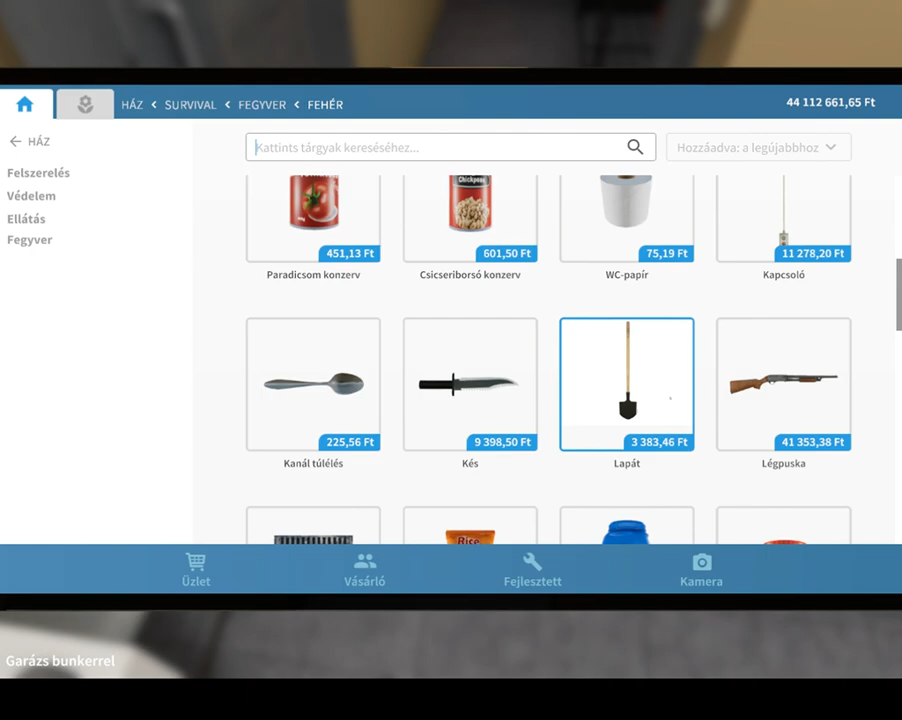 HÁZ < SURVIVAL < FEGYVER < FEHÉR
44 112 661,65 Ft
HÁZ
Felszerelés
Védelem
Ellátás
Fegyver
Kattints tárgyak kereséséhez...
Hozzáadva: a legújabbhoz
Chickpeas
451,13 Ft
601,50 Ft
75,19 Ft
11 278,20 Ft
Paradicsom konzerv
Csicseriborsó konzerv
WC-papír
Kapcsoló
225,56 Ft
9 398,50 Ft
3 383,46 Ft
41 353,38 Ft
Kanál túlélés
Kés
Lapát
Légpuska
Rice
Üzlet
Vásárló
Fejlesztett
Kamera
Garázs bunkerrel